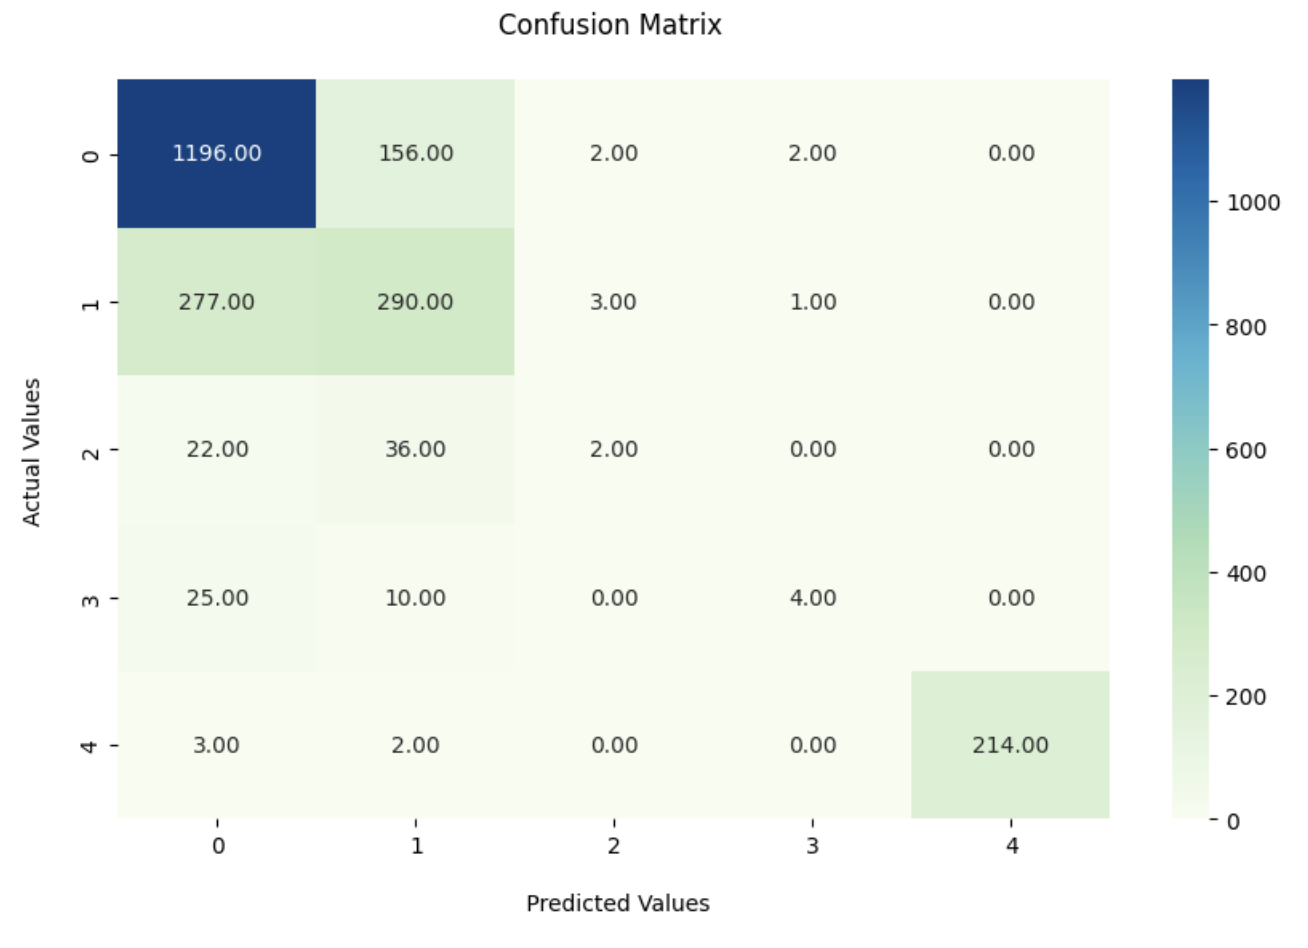 Confusion Matrix
0 1196.00 156.00 2.00 2.00 0.00
1 277.00 290.00 3.00 1.00 0.00
2 22.00 36.00 2.00 0.00 0.00
3 25.00 10.00 0.00 4.00 0.00
4 3.00 2.00 0.00 0.00 214.00
0 1 2 3 4
Actual Values
Predicted Values
1000
800
600
400
200
0